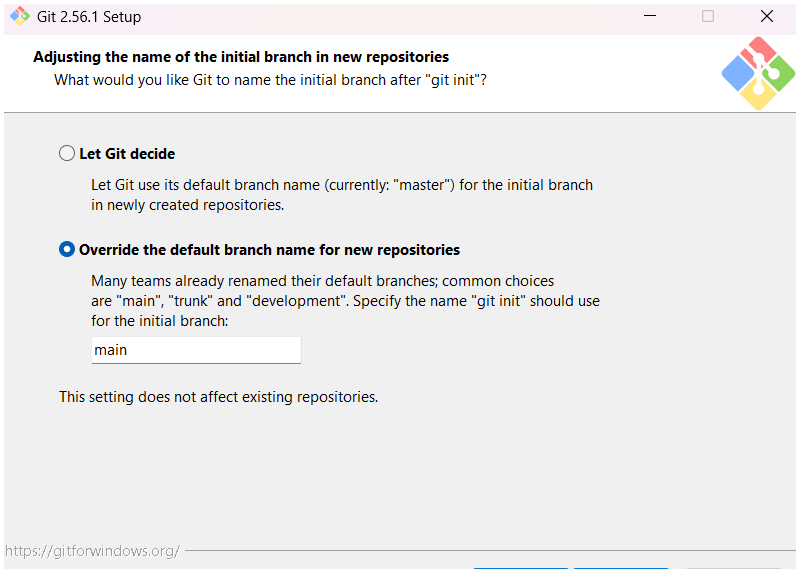 Git 2.56.1 Setup
Adjusting the name of the initial branch in new repositories
What would you like Git to name the initial branch after "git init"?
Let Git decide
Let Git use its default branch name (currently: "master") for the initial branch
in newly created repositories.
Override the default branch name for new repositories
Many teams already renamed their default branches; common choices
are "main", "trunk" and "development". Specify the name "git init" should use
for the initial branch:
main
This setting does not affect existing repositories.
https://gitforwindows.org/